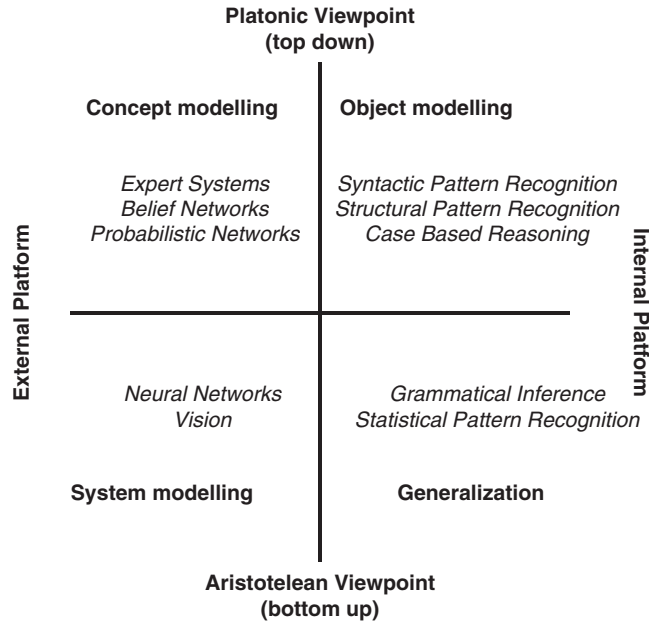 Platonic Viewpoint
(top down)
Concept modelling
Object modelling
Expert Systems
Belief Networks
Probabilistic Networks
Syntactic Pattern Recognition
Structural Pattern Recognition
Case Based Reasoning
External Platform
Internal Platform
Neural Networks
Vision
Grammatical Inference
Statistical Pattern Recognition
System modelling
Generalization
Aristotelean Viewpoint
(bottom up)